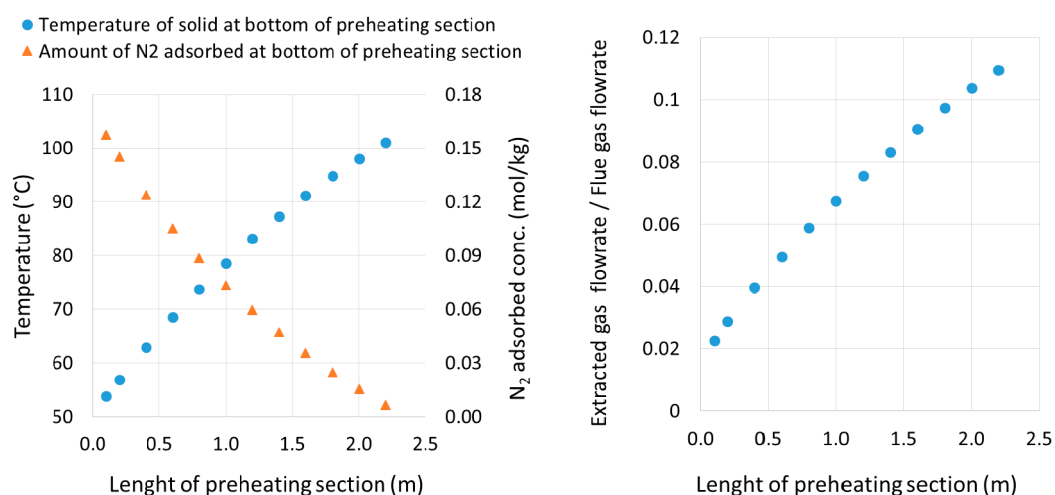 Temperature of solid at bottom of preheating section
Amount of N2 adsorbed at bottom of preheating section
110
100
90
80
70
60
50
Temperature (°C)
0.18
0.15
0.12
0.09
0.06
0.03
0.00
N₂ adsorbed conc. (mol/kg)
0.0 0.5 1.0 1.5 2.0 2.5
Lenght of preheating section (m)
0.12
0.1
0.08
0.06
0.04
0.02
0
Extracted gas flowrate / Flue gas flowrate
0.0 0.5 1.0 1.5 2.0 2.5
Lenght of preheating section (m)